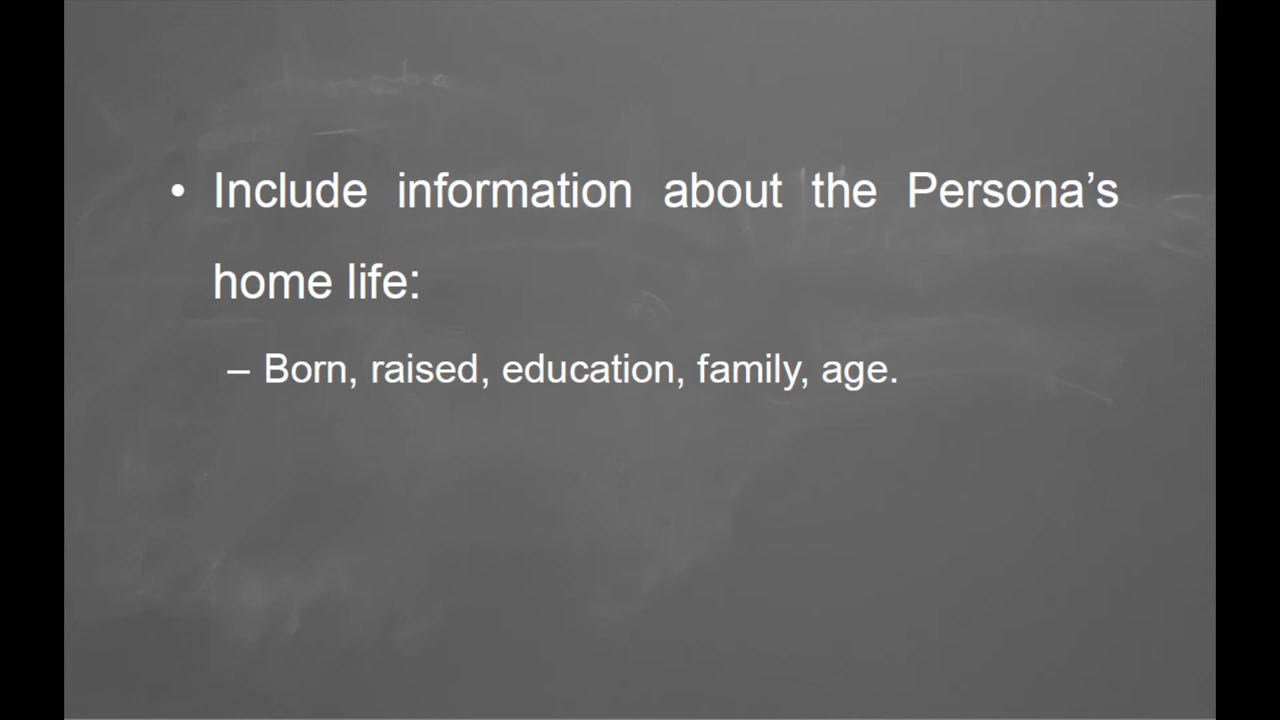 • Include information about the Persona’s
home life:
– Born, raised, education, family, age.